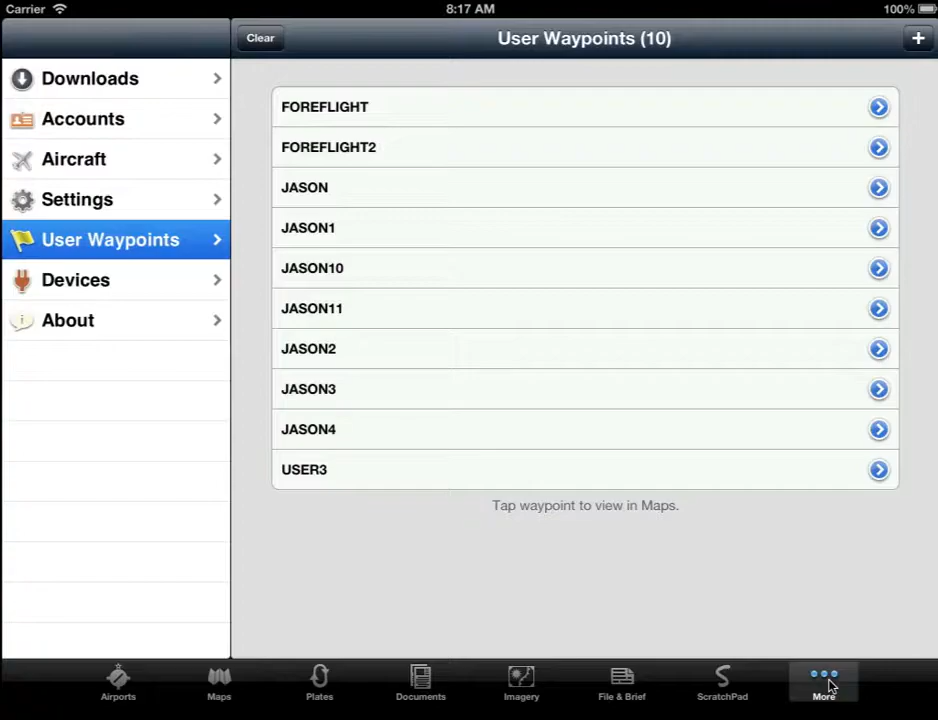 Carrier 8:17 AM 100%
Clear User Waypoints (10) +
Downloads
Accounts
Aircraft
Settings
User Waypoints
Devices
About
FOREFLIGHT
FOREFLIGHT2
JASON
JASON1
JASON10
JASON11
JASON2
JASON3
JASON4
USER3
Tap waypoint to view in Maps.
Airports Maps Plates Documents Imagery File & Brief ScratchPad More